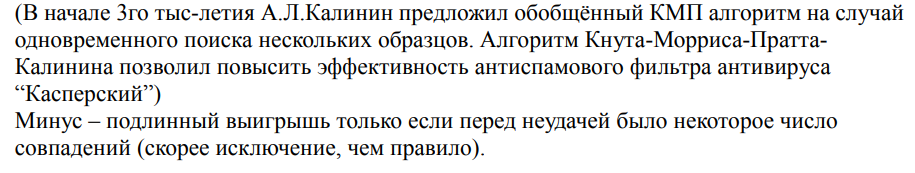 (В начале 3го тыс-летия А.Л.Калинин предложил обобщённый КМП алгоритм на случай
одновременного поиска нескольких образцов. Алгоритм Кнута-Морриса-Пратта-
Калинина позволил повысить эффективность антиспамового фильтра антивируса
“Касперский”)
Минус – подлинный выигрышь только если перед неудачей было некоторое число
совпадений (скорее исключение, чем правило).